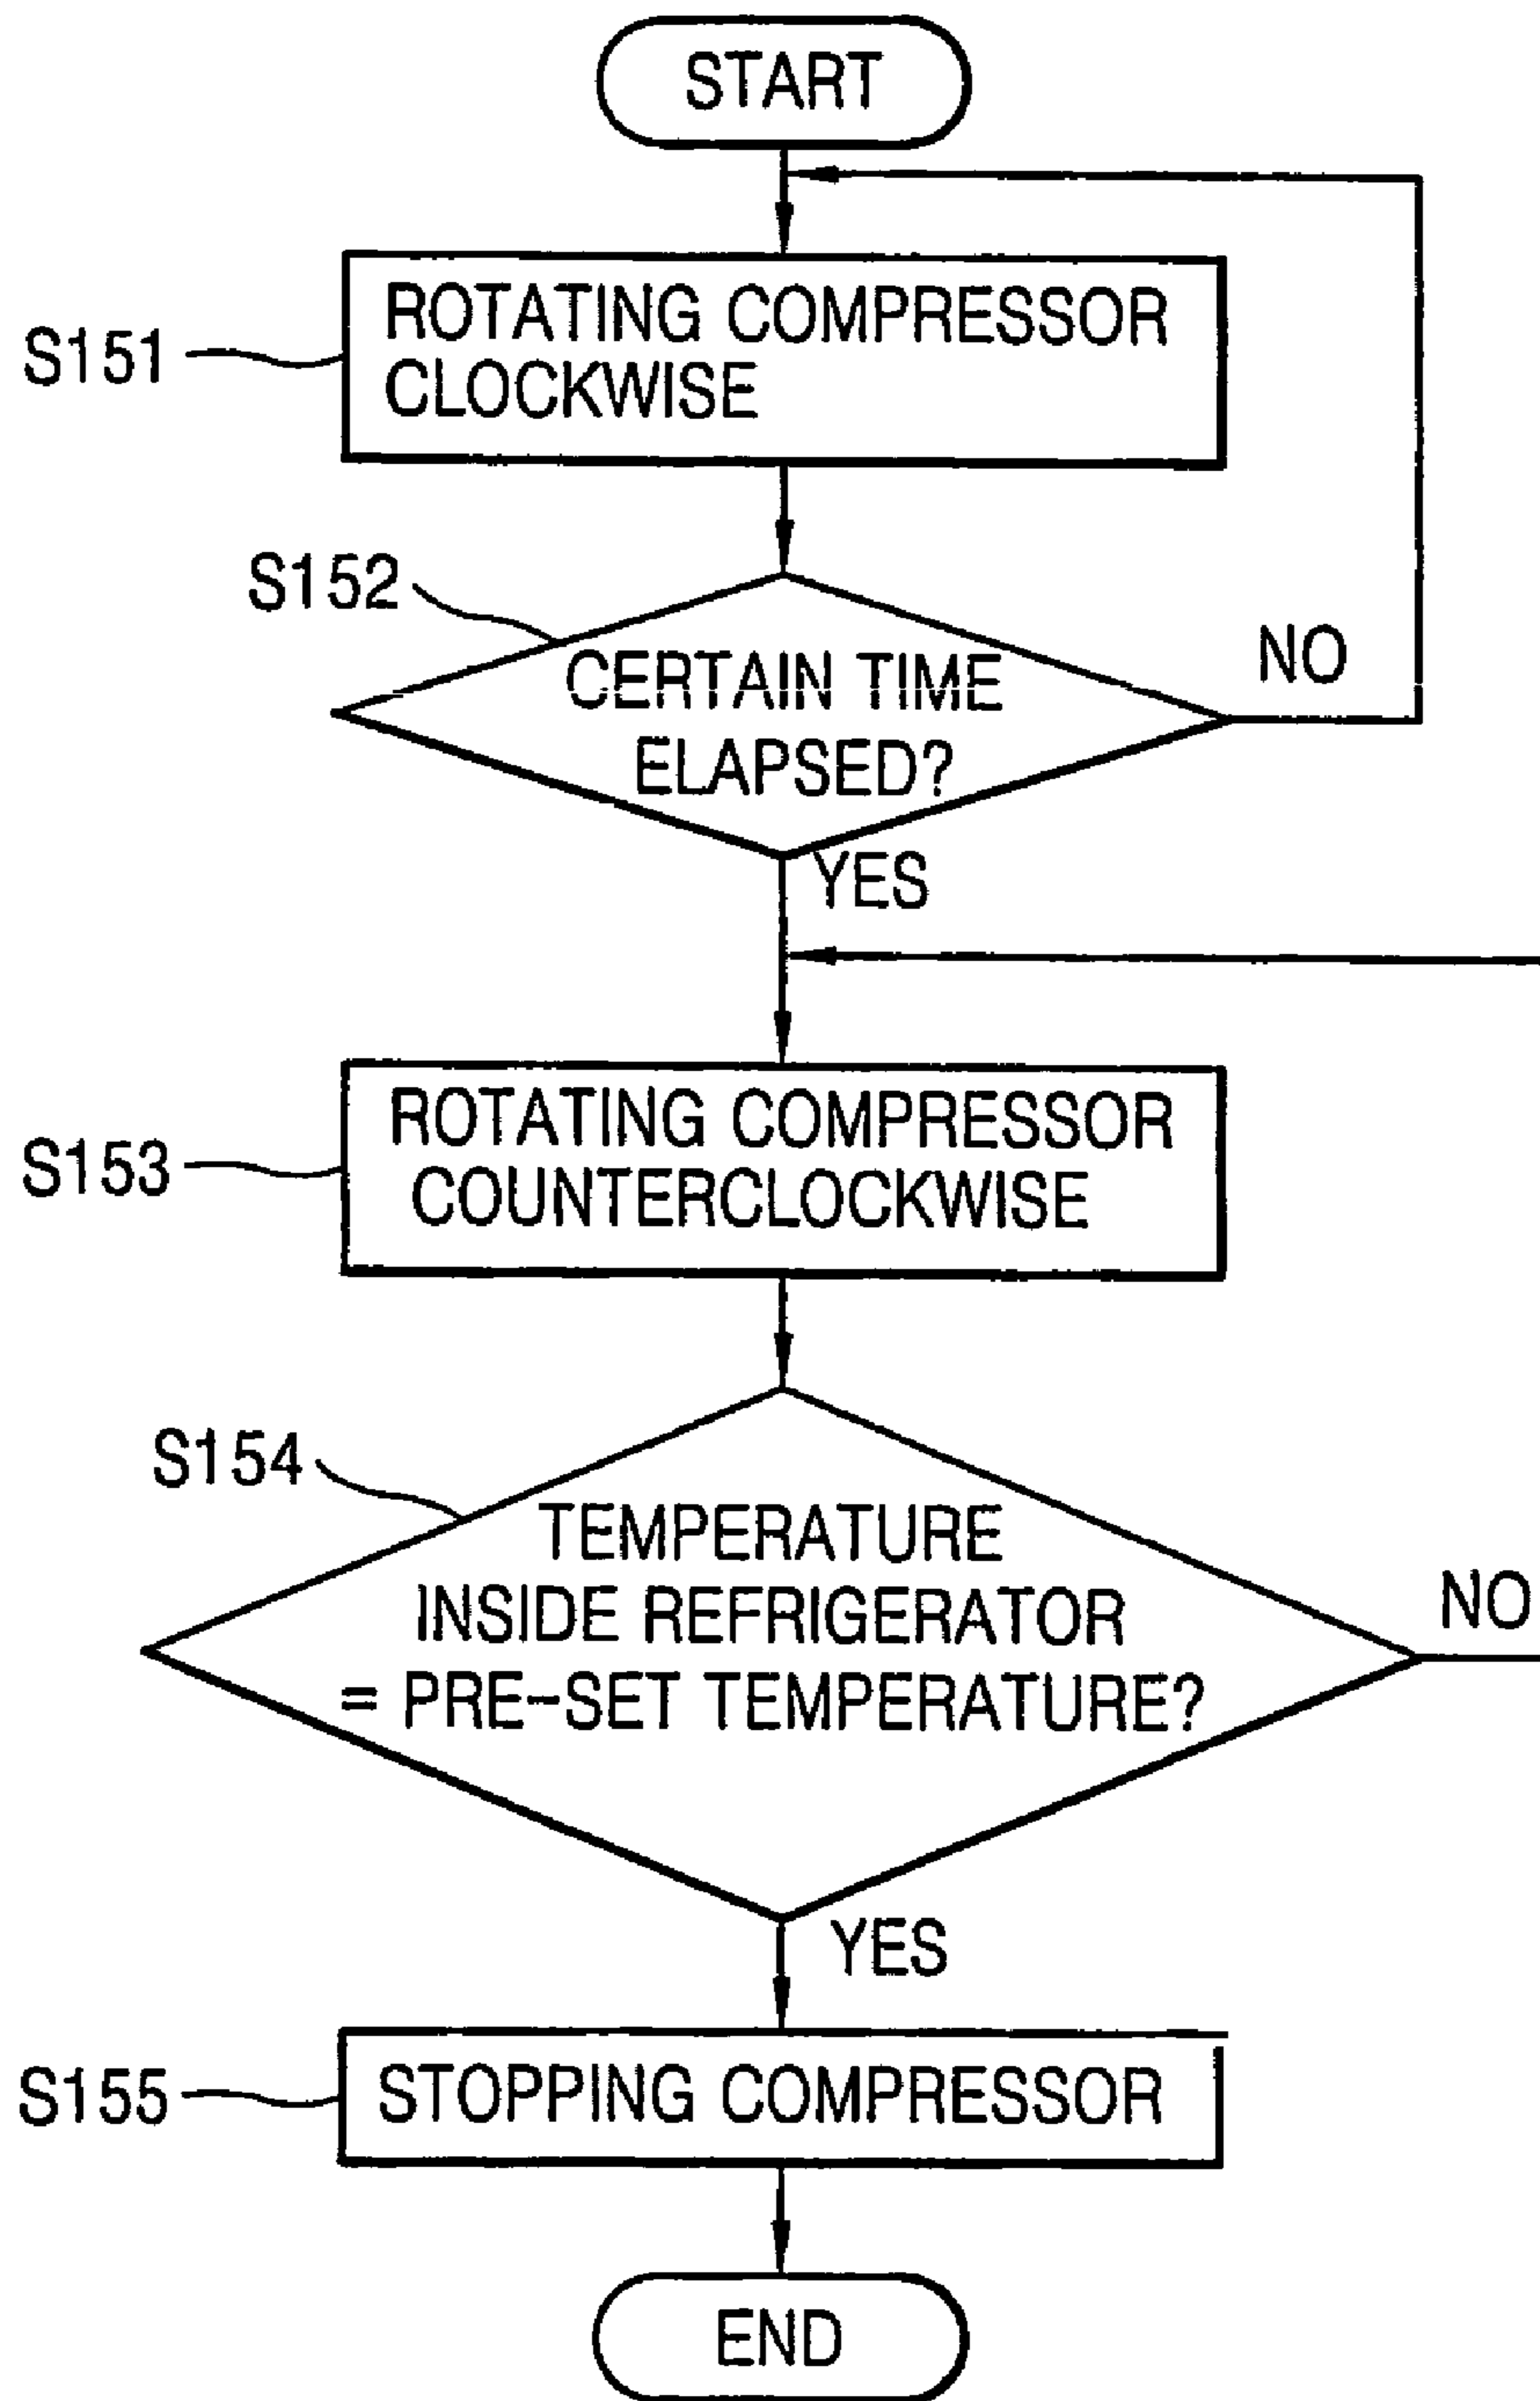 START
S151
ROTATING COMPRESSOR
CLOCKWISE
S152
CERTAIN TIME
ELAPSED?
NO
YES
S153
ROTATING COMPRESSOR
COUNTERCLOCKWISE
S154
TEMPERATURE
INSIDE REFRIGERATOR
= PRE-SET TEMPERATURE?
NO
YES
S155
STOPPING COMPRESSOR
END